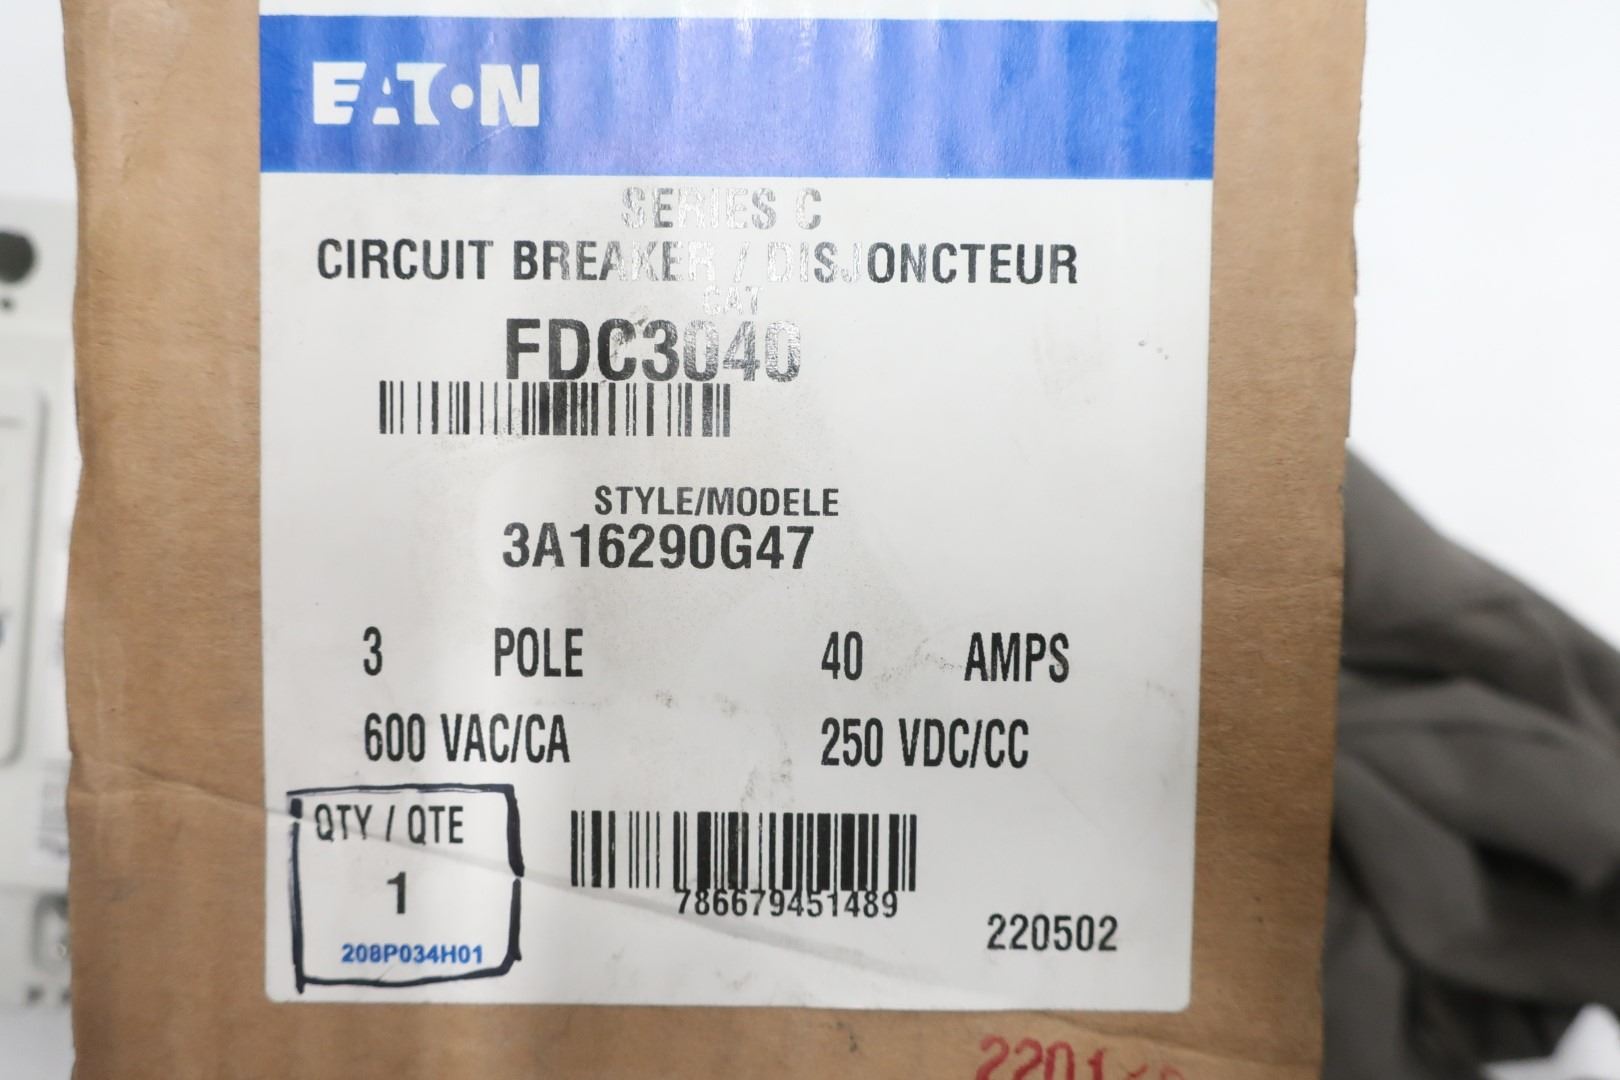 EATON
SERIES C
CIRCUIT BREAKER / DISJONCTEUR
CAT
FDC3040
STYLE/MODELE
3A16290G47
3 POLE 40 AMPS
600 VAC/CA 250 VDC/CC
QTY / QTE
1
208P034H01
786679451489
220502